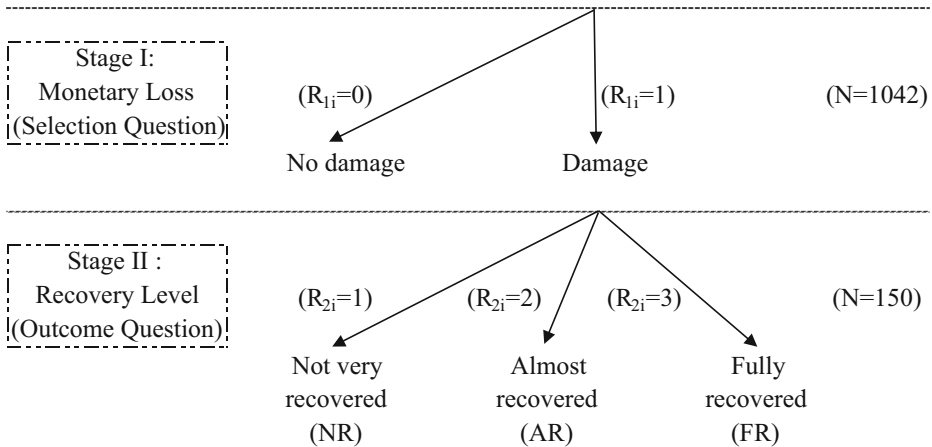 Stage I:
Monetary Loss
(Selection Question)
(R1i=0)
(R1i=1)
(N=1042)
No damage
Damage
Stage II :
Recovery Level
(Outcome Question)
(R2i=1)
(R2i=2)
(R2i=3)
(N=150)
Not very
recovered
(NR)
Almost
recovered
(AR)
Fully
recovered
(FR)